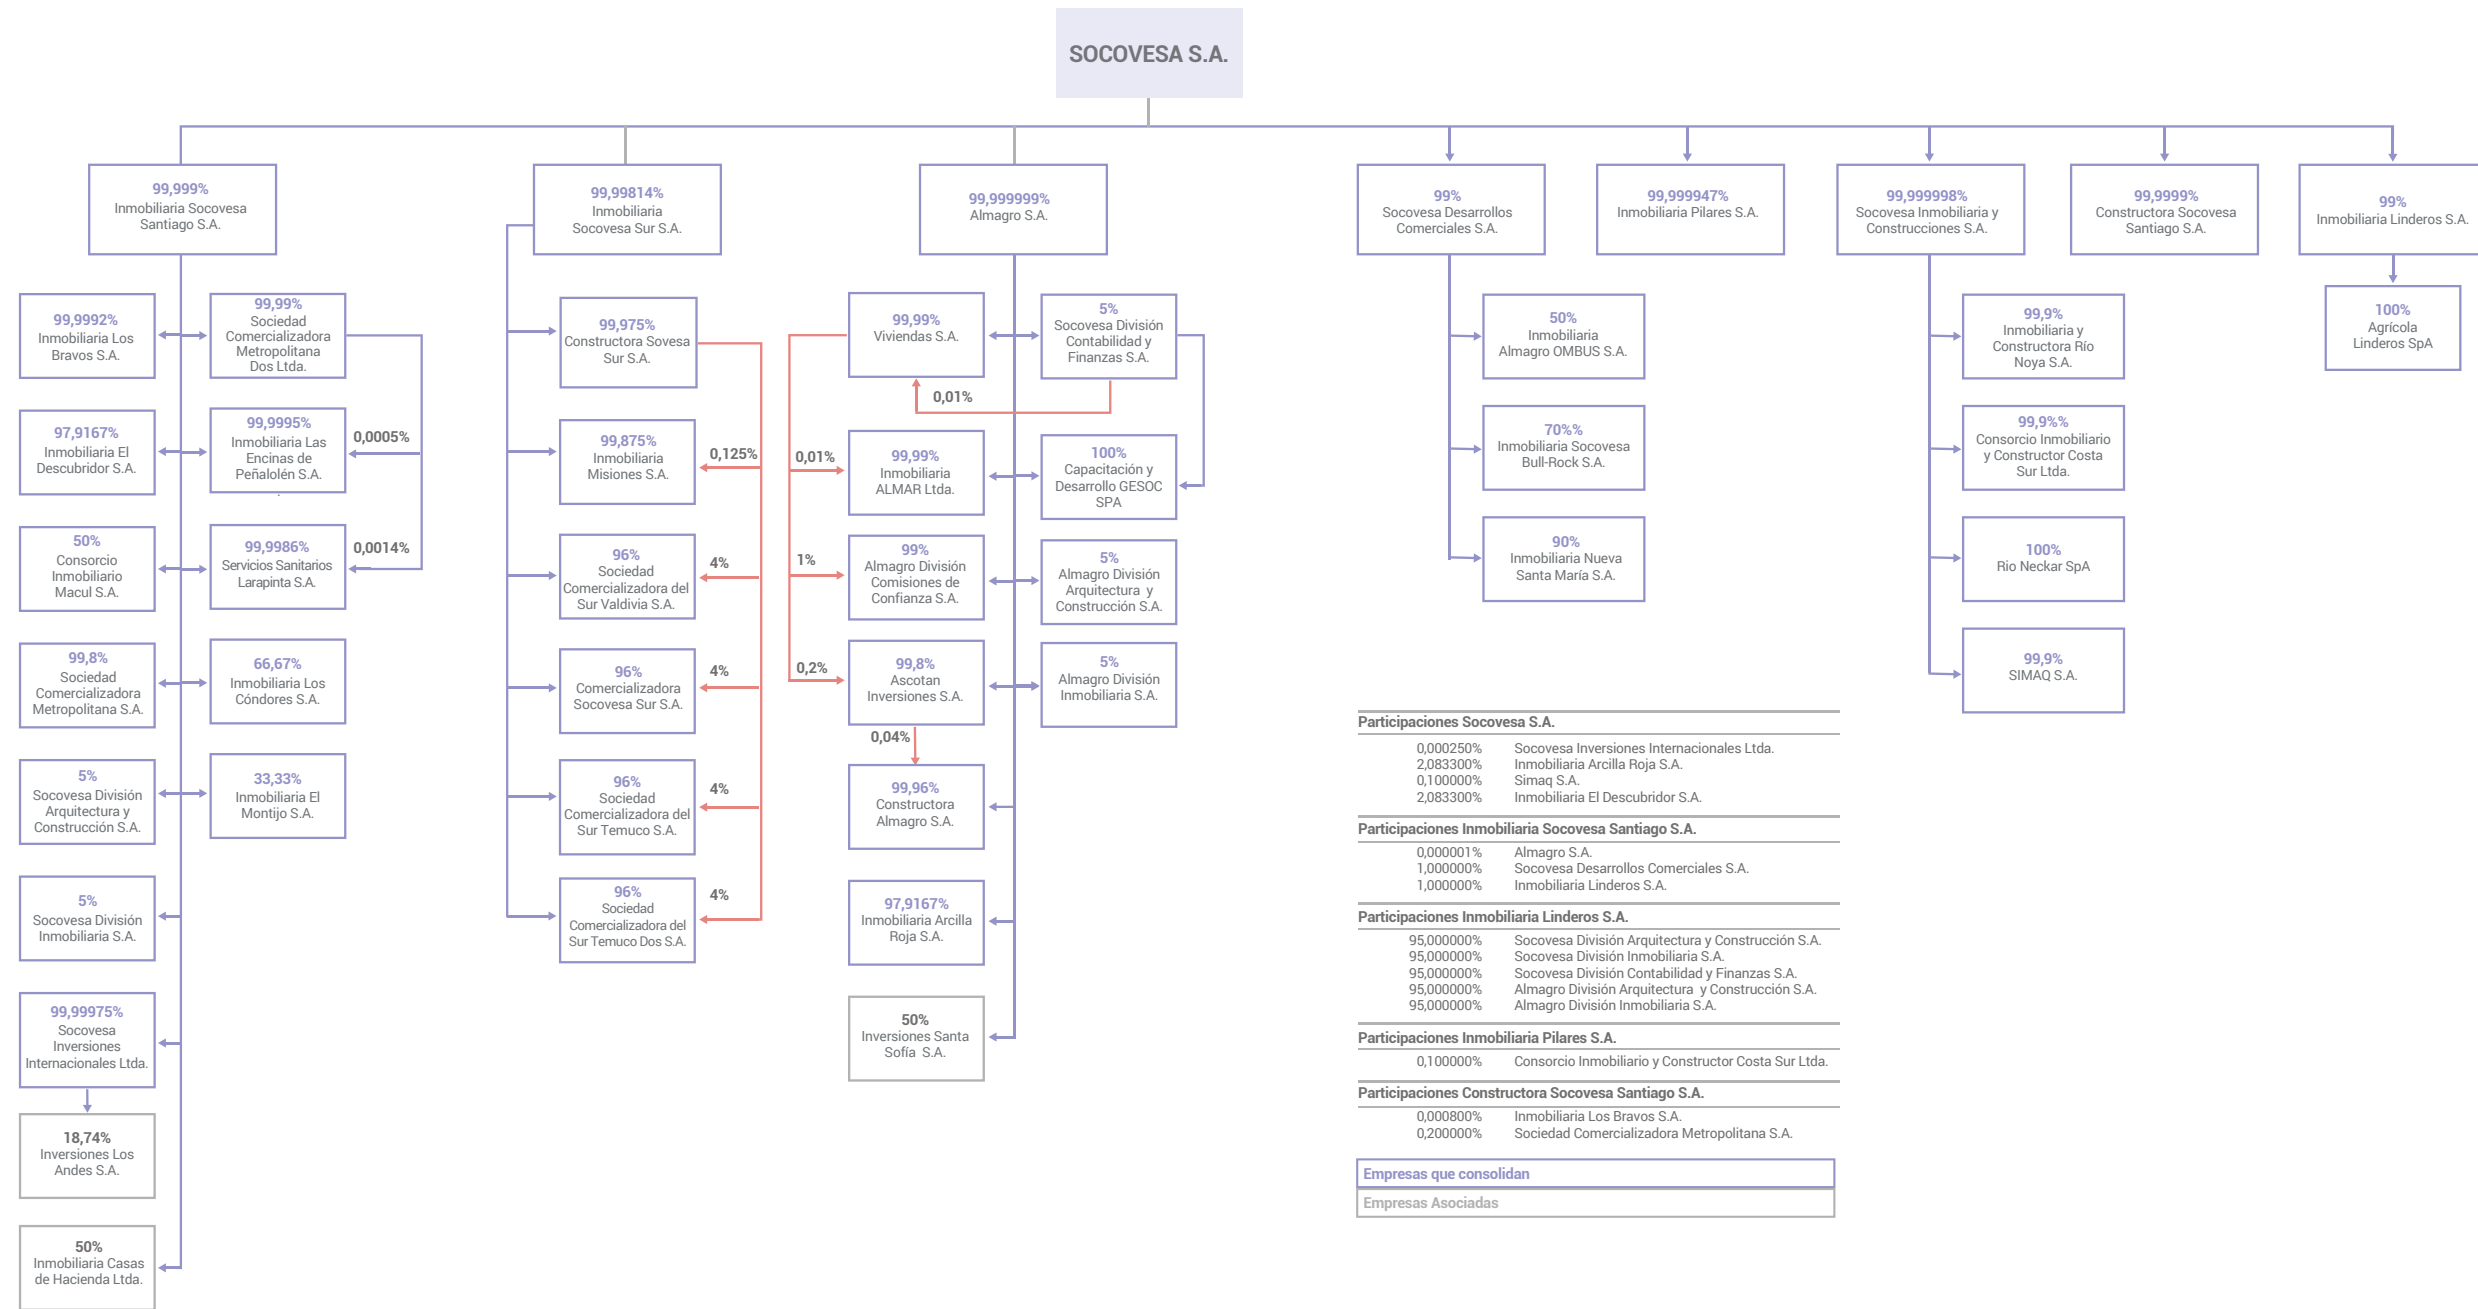 SOCOVESA S.A.
99,999%
Inmobiliaria Socovesa
Santiago S.A.
99,9992%
Inmobiliaria Los
Bravos S.A.
99,99%
Sociedad
Comercializadora
Metropolitana
Dos Ltda.
97,9167%
Inmobiliaria El
Descubridor S.A.
99,9995%
Inmobiliaria Las
Encinas de
Peñalolén S.A.
.
0,0005%
50%
Consorcio
Inmobiliario
Macul S.A.
99,9986%
Servicios Sanitarios
Larapinta S.A.
0,0014%
99,8%
Sociedad
Comercializadora
Metropolitana S.A.
66,67%
Inmobiliaria Los
Cóndores S.A.
5%
Socovesa División
Arquitectura y
Construcción S.A.
33,33%
Inmobiliaria El
Montijo S.A.
5%
Socovesa División
Inmobiliaria S.A.
99,99975%
Socovesa
Inversiones
Internacionales Ltda.
18,74%
Inversiones Los
Andes S.A.
50%
Inmobiliaria Casas
de Hacienda Ltda.
99,99814%
Inmobiliaria
Socovesa Sur S.A.
99,975%
Constructora Sovesa
Sur S.A.
99,875%
Inmobiliaria
Misiones S.A.
0,125%
96%
Sociedad
Comercializadora del
Sur Valdivia S.A.
4%
96%
Comercializadora
Socovesa Sur S.A.
4%
96%
Sociedad
Comercializadora del
Sur Temuco S.A.
4%
96%
Sociedad
Comercializadora del
Sur Temuco Dos S.A.
4%
99,999999%
Almagro S.A.
99,99%
Viviendas S.A.
5%
Socovesa División
Contabilidad y
Finanzas S.A.
0,01%
0,01%
99,99%
Inmobiliaria
ALMAR Ltda.
100%
Capacitación y
Desarrollo GESOC
SPA
1%
99%
Almagro División
Comisiones de
Confianza S.A.
5%
Almagro División
Arquitectura  y
Construcción S.A.
0,2%
99,8%
Ascotan
Inversiones S.A.
5%
Almagro División
Inmobiliaria S.A.
0,04%
99,96%
Constructora
Almagro S.A.
97,9167%
Inmobiliaria Arcilla
Roja S.A.
50%
Inversiones Santa
Sofía  S.A.
99%
Socovesa Desarrollos
Comerciales S.A.
50%
Inmobiliaria
Almagro OMBUS S.A.
70%%
Inmobiliaria Socovesa
Bull-Rock S.A.
90%
Inmobiliaria Nueva
Santa María S.A.
99,999947%
Inmobiliaria Pilares S.A.
99,999998%
Socovesa Inmobiliaria y
Construcciones S.A.
99,9%
Inmobiliaria y
Constructora Río
Noya S.A.
99,9%%
Consorcio Inmobiliario
y Constructor Costa
Sur Ltda.
100%
Rio Neckar SpA
99,9%
SIMAQ S.A.
99,9999%
Constructora Socovesa
Santiago S.A.
99%
Inmobiliaria Linderos S.A.
100%
Agrícola
Linderos SpA
Participaciones Socovesa S.A.
0,000250% Socovesa Inversiones Internacionales Ltda.
2,083300% Inmobiliaria Arcilla Roja S.A.
0,100000% Simaq S.A.
2,083300% Inmobiliaria El Descubridor S.A.
Participaciones Inmobiliaria Socovesa Santiago S.A.
0,000001% Almagro S.A.
1,000000% Socovesa Desarrollos Comerciales S.A.
1,000000% Inmobiliaria Linderos S.A.
Participaciones Inmobiliaria Linderos S.A.
95,000000% Socovesa División Arquitectura y Construcción S.A.
95,000000% Socovesa División Inmobiliaria S.A.
95,000000% Socovesa División Contabilidad y Finanzas S.A.
95,000000% Almagro División Arquitectura  y Construcción S.A.
95,000000% Almagro División Inmobiliaria S.A.
Participaciones Inmobiliaria Pilares S.A.
0,100000% Consorcio Inmobiliario y Constructor Costa Sur Ltda.
Participaciones Constructora Socovesa Santiago S.A.
0,000800% Inmobiliaria Los Bravos S.A.
0,200000% Sociedad Comercializadora Metropolitana S.A.
Empresas que consolidan
Empresas Asociadas